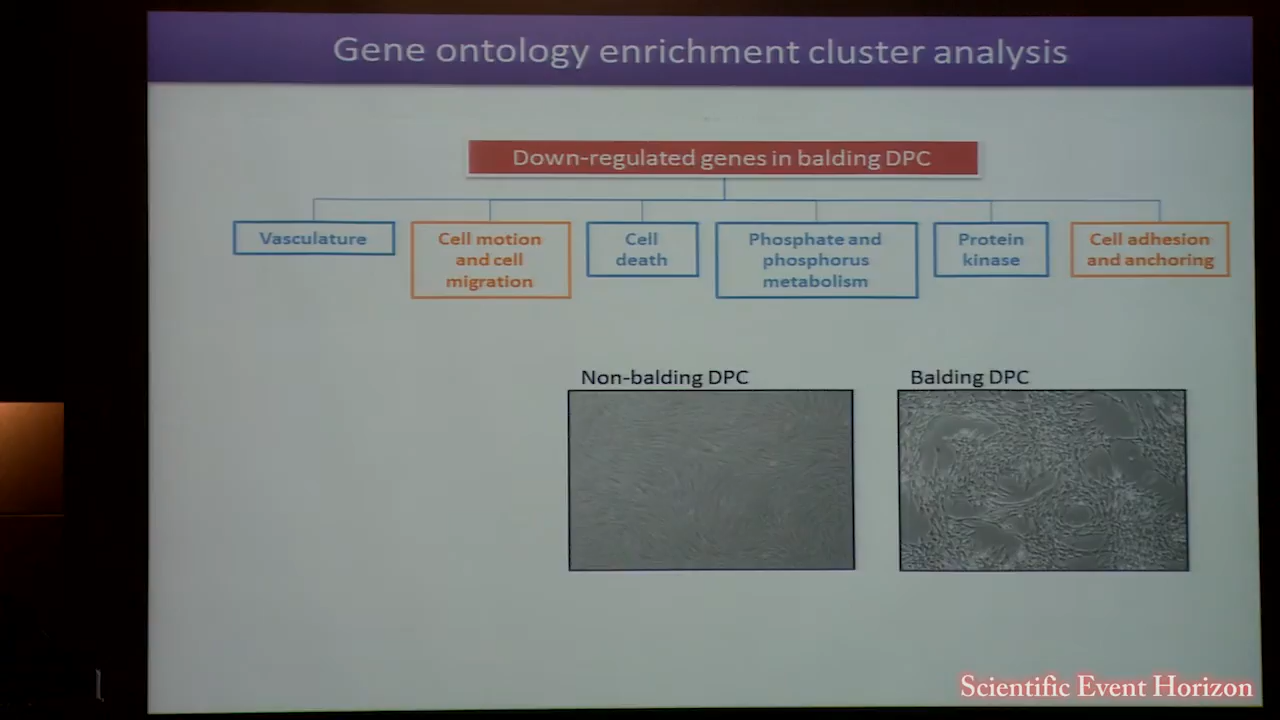 Gene ontology enrichment cluster analysis
Down-regulated genes in balding DPC
Vasculature
Cell motion
and cell
migration
Cell
death
Phosphate and
phosphorus
metabolism
Protein
kinase
Cell adhesion
and anchoring
Non-balding DPC
Balding DPC
Scientific Event Horizon